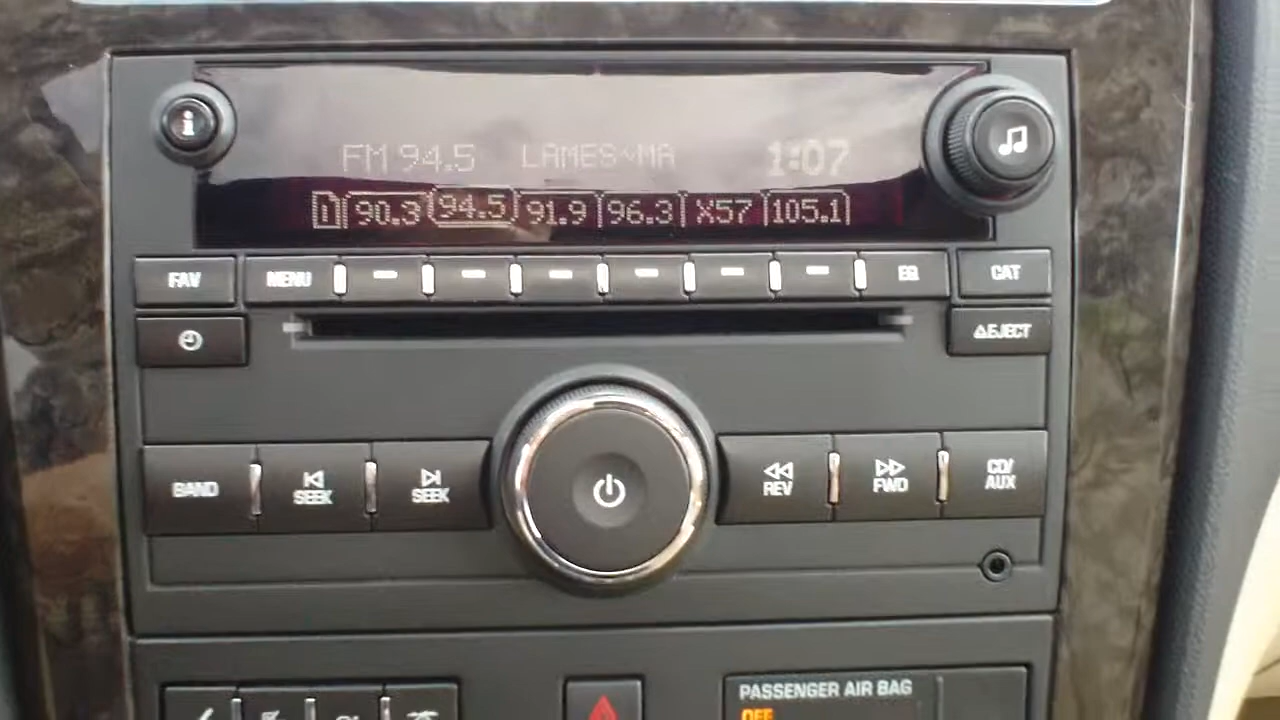 i
FM 94.5 LAMES~MA 1:07
1 90.3 94.5 91.9 96.3 X57 105.1
FAV MENU EQ CAT
EJECT
BAND SEEK SEEK REV FWD CD/AUX
PASSENGER AIR BAG
OFF